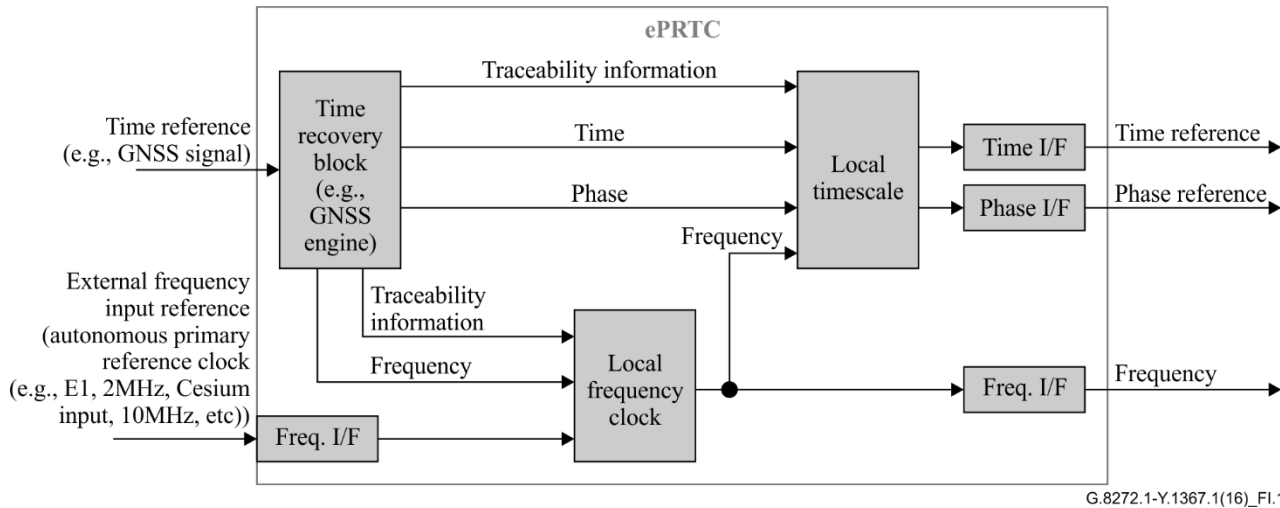 ePRTC
Traceability information
Time
recovery
block
(e.g.,
GNSS
engine)
Time reference
(e.g., GNSS signal)
Time
Phase
Local
timescale
Time I/F
Time reference
Phase I/F
Phase reference
Frequency
External frequency
input reference
(autonomous primary
reference clock
(e.g., E1, 2MHz, Cesium
input, 10MHz, etc))
Traceability
information
Frequency
Local
frequency
clock
Freq. I/F
Freq. I/F
Frequency
G.8272.1-Y.1367.1(16)_FI.1